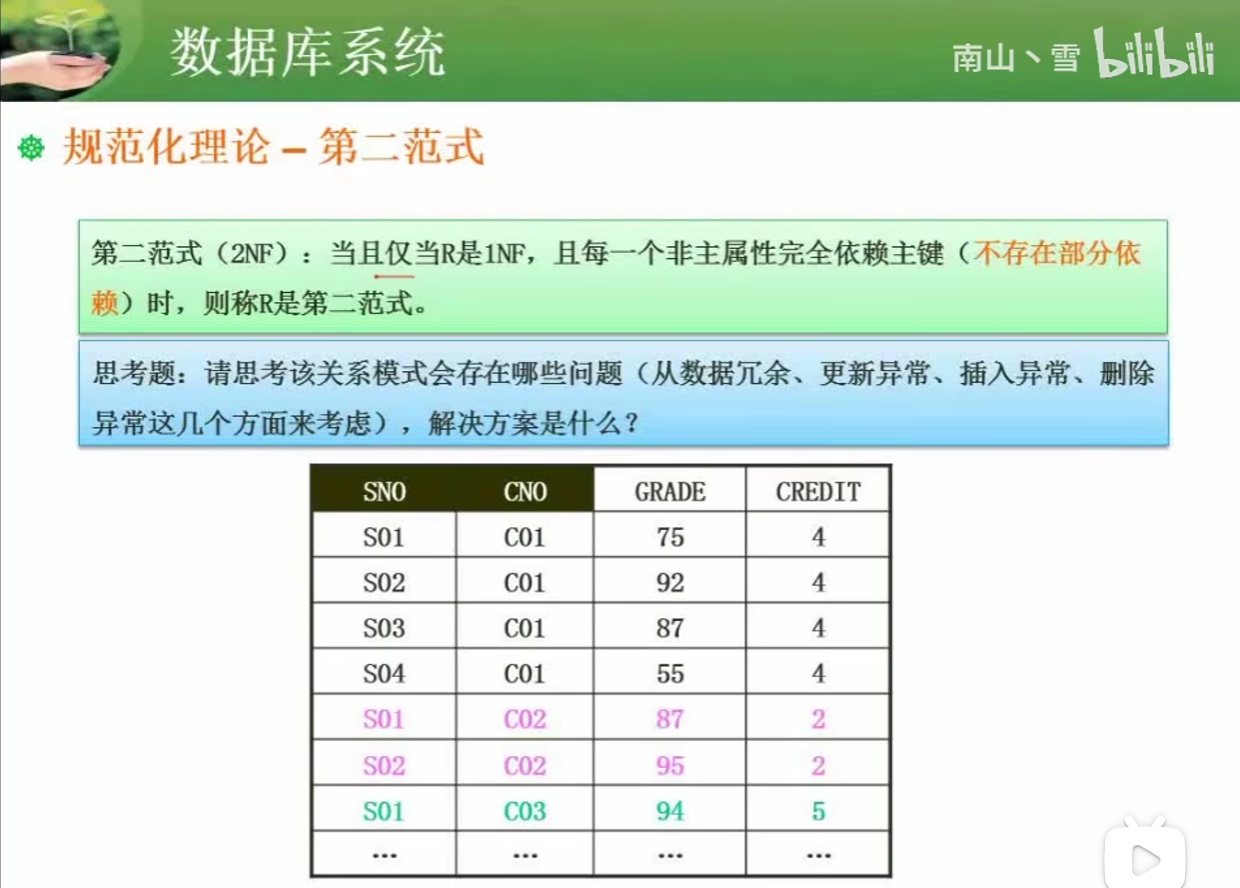 数据库系统
南山丶雪 bilibili
规范化理论 – 第二范式
第二范式（2NF）：当且仅当R是1NF，且每一个非主属性完全依赖主键（不存在部分依
赖）时，则称R是第二范式。
思考题：请思考该关系模式会存在哪些问题（从数据冗余、更新异常、插入异常、删除
异常这几个方面来考虑），解决方案是什么？
SNO CNO GRADE CREDIT
S01 C01 75 4
S02 C01 92 4
S03 C01 87 4
S04 C01 55 4
S01 C02 87 2
S02 C02 95 2
S01 C03 94 5
… … … …